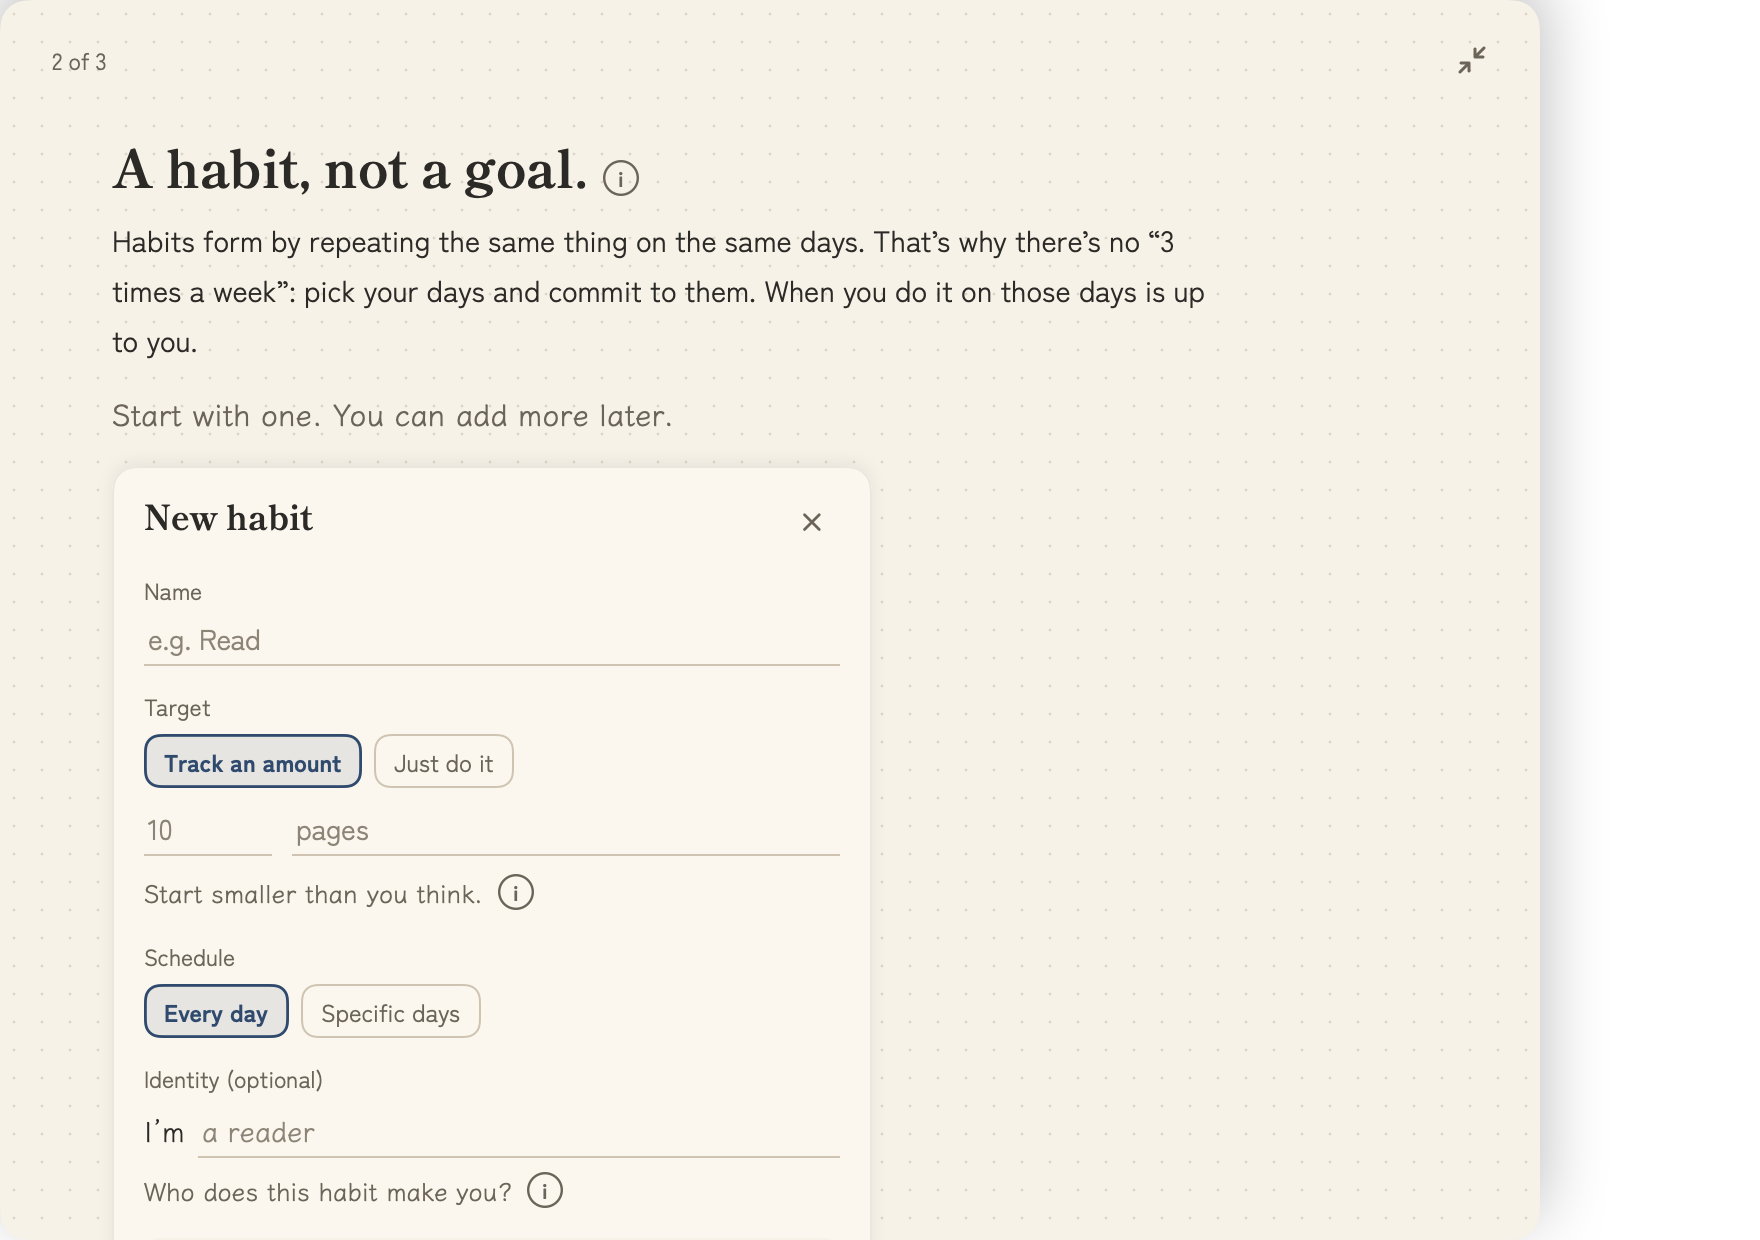 2 of 3
A habit, not a goal. i
Habits form by repeating the same thing on the same days. That’s why there’s no “3
times a week”: pick your days and commit to them. When you do it on those days is up
to you.
Start with one. You can add more later.
New habit
Name
e.g. Read
Target
Track an amount Just do it
10 pages
Start smaller than you think. i
Schedule
Every day Specific days
Identity (optional)
I’m a reader
Who does this habit make you? i